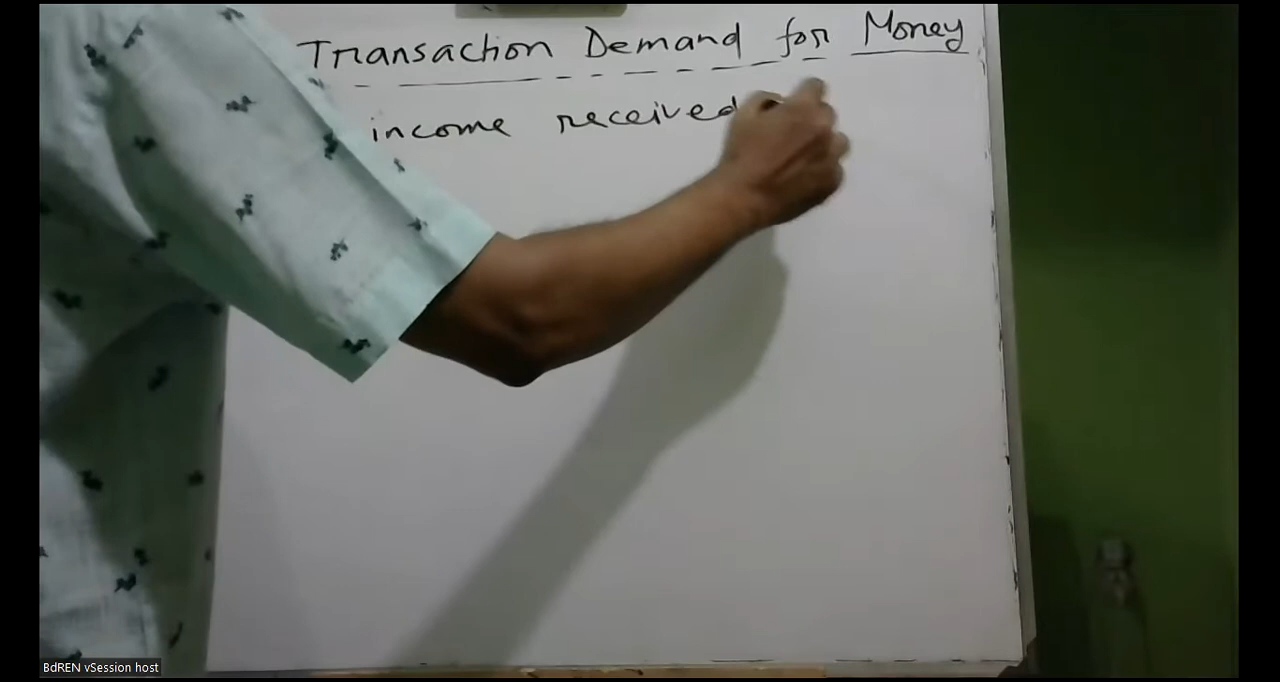 Transaction Demand for Money
income received
BdREN vSession host